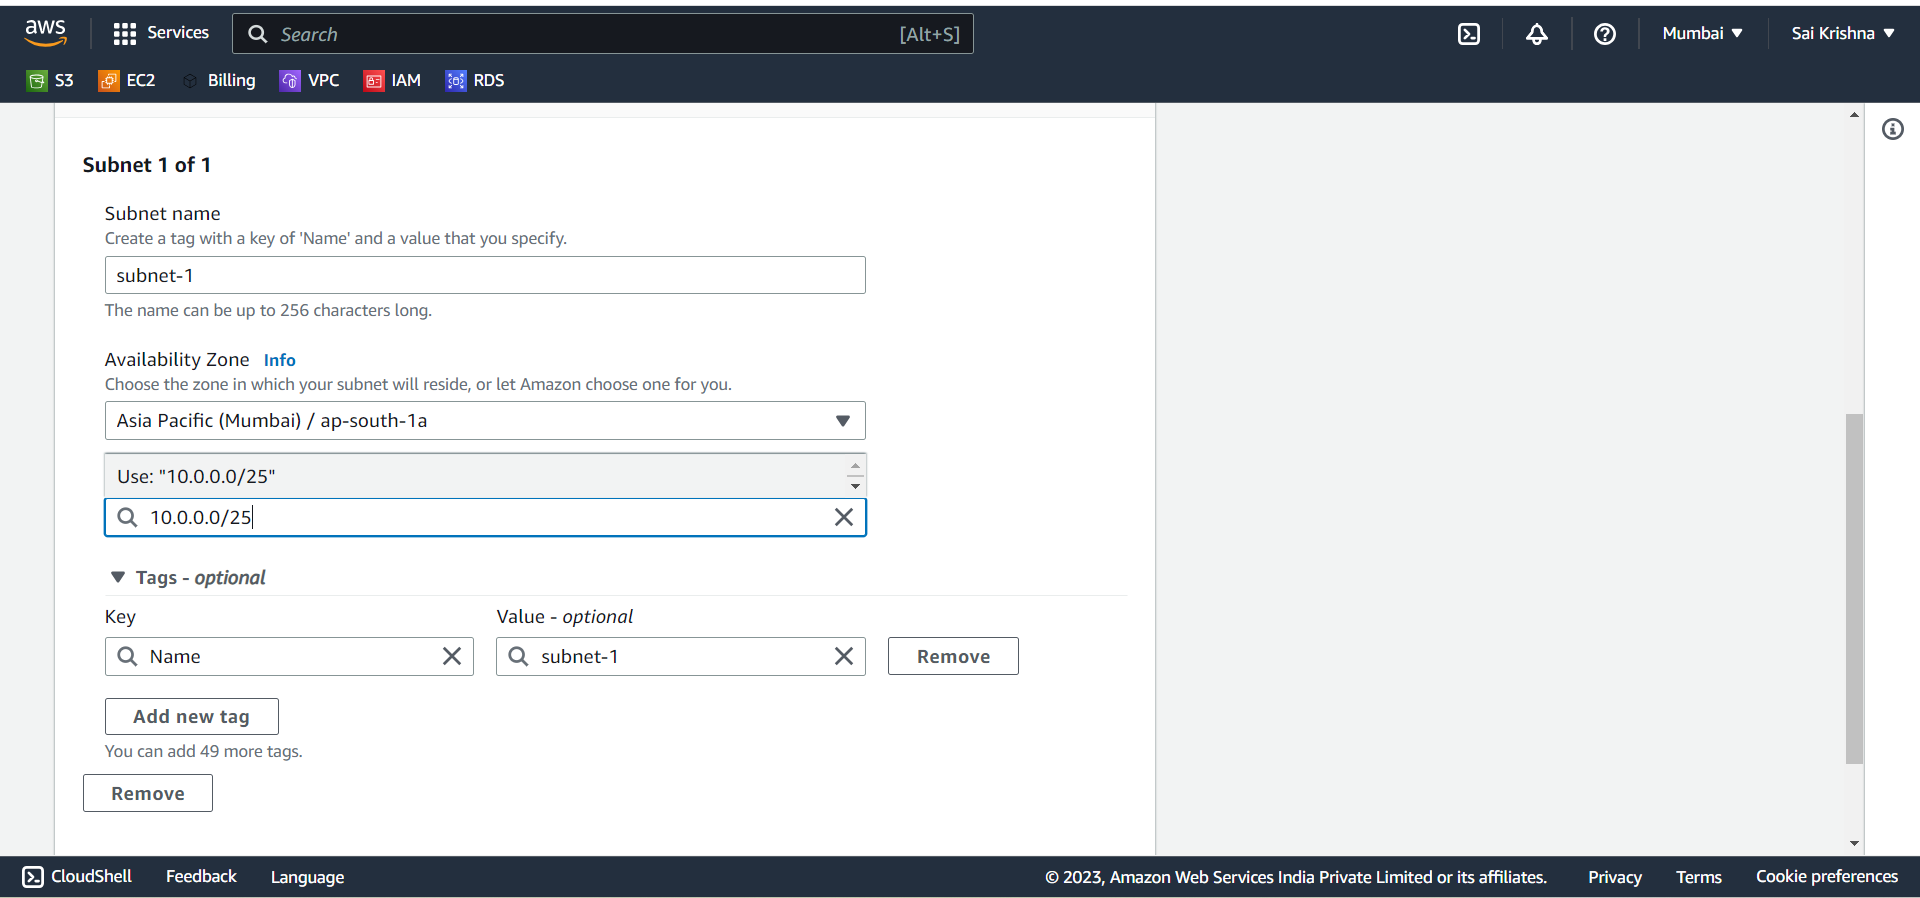 aws Services Search [Alt+S] Mumbai ▼ Sai Krishna ▼
S3 EC2 Billing VPC IAM RDS
Subnet 1 of 1
Subnet name
Create a tag with a key of 'Name' and a value that you specify.
subnet-1
The name can be up to 256 characters long.
Availability Zone Info
Choose the zone in which your subnet will reside, or let Amazon choose one for you.
Asia Pacific (Mumbai) / ap-south-1a
Use: "10.0.0.0/25"
10.0.0.0/25
Tags - optional
Key Value - optional
Name subnet-1 Remove
Add new tag
You can add 49 more tags.
Remove
CloudShell Feedback Language © 2023, Amazon Web Services India Private Limited or its affiliates. Privacy Terms Cookie preferences